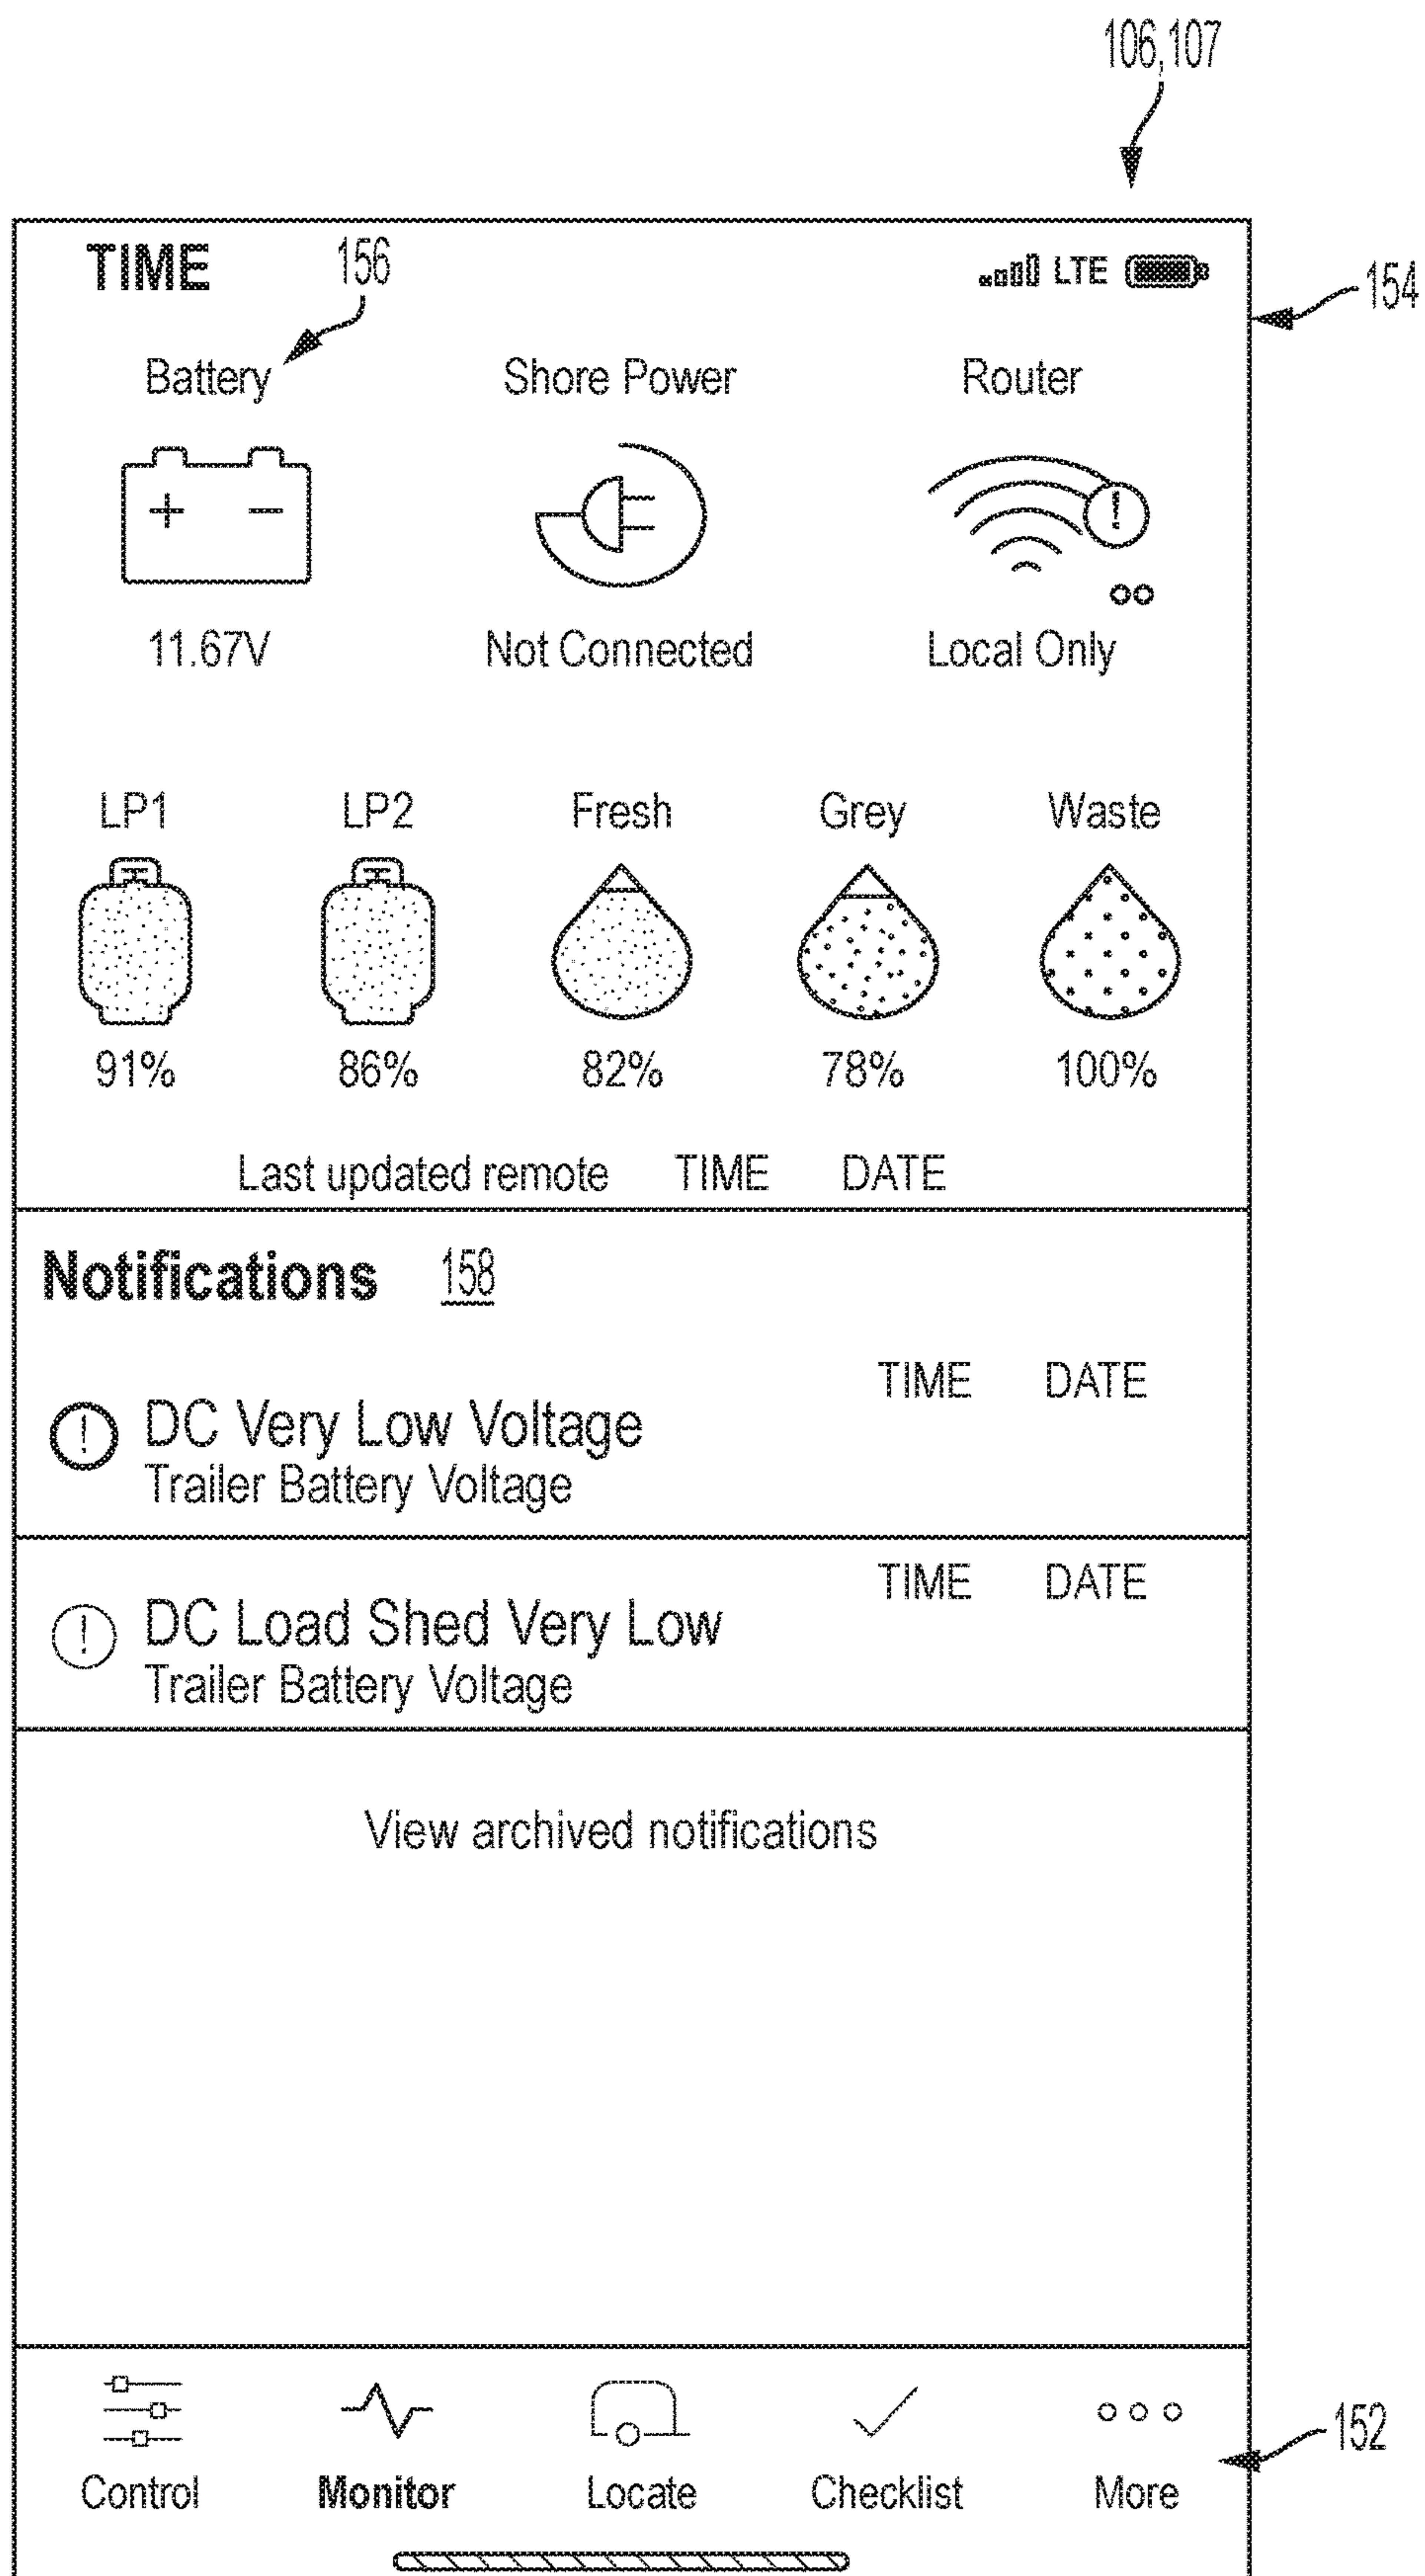 106,107
TIME 156 LTE 154
Battery Shore Power Router
+ − !
11.67V Not Connected Local Only
LP1 LP2 Fresh Grey Waste
91% 86% 82% 78% 100%
Last updated remote TIME DATE
Notifications 158
TIME DATE
! DC Very Low Voltage
Trailer Battery Voltage
TIME DATE
! DC Load Shed Very Low
Trailer Battery Voltage
View archived notifications
152
Control Monitor Locate Checklist More